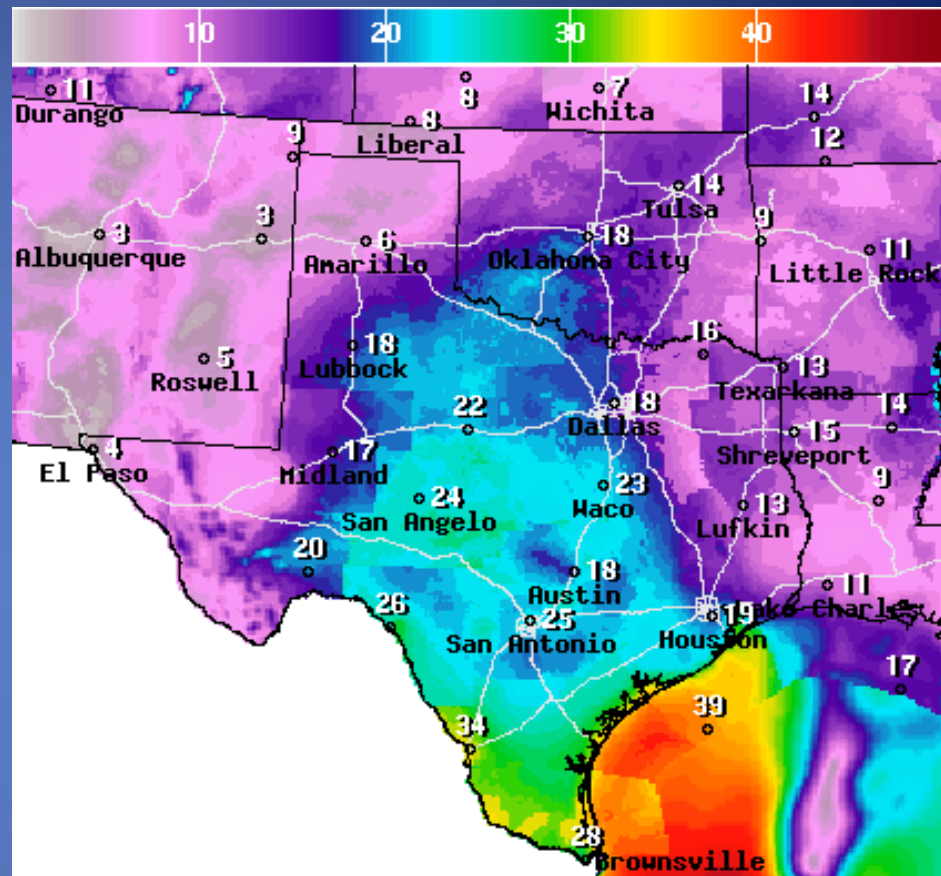 10 20 30 40
11
Durango
8
7
Wichita
14
8
Liberal
9
12
14
Tulsa
3
Albuquerque
3
6
Amarillo
18
Oklahoma City
9
11
Little Rock
5
Roswell
18
Lubbock
16
13
Texarkana
22
18
Dallas
15
Shreveport
14
4
El Paso
17
Midland
24
San Angelo
23
Waco
13
Lufkin
9
20
18
Austin
11
Lake Charles
26
25
San Antonio
19
Houston
17
34
39
28
Brownsville